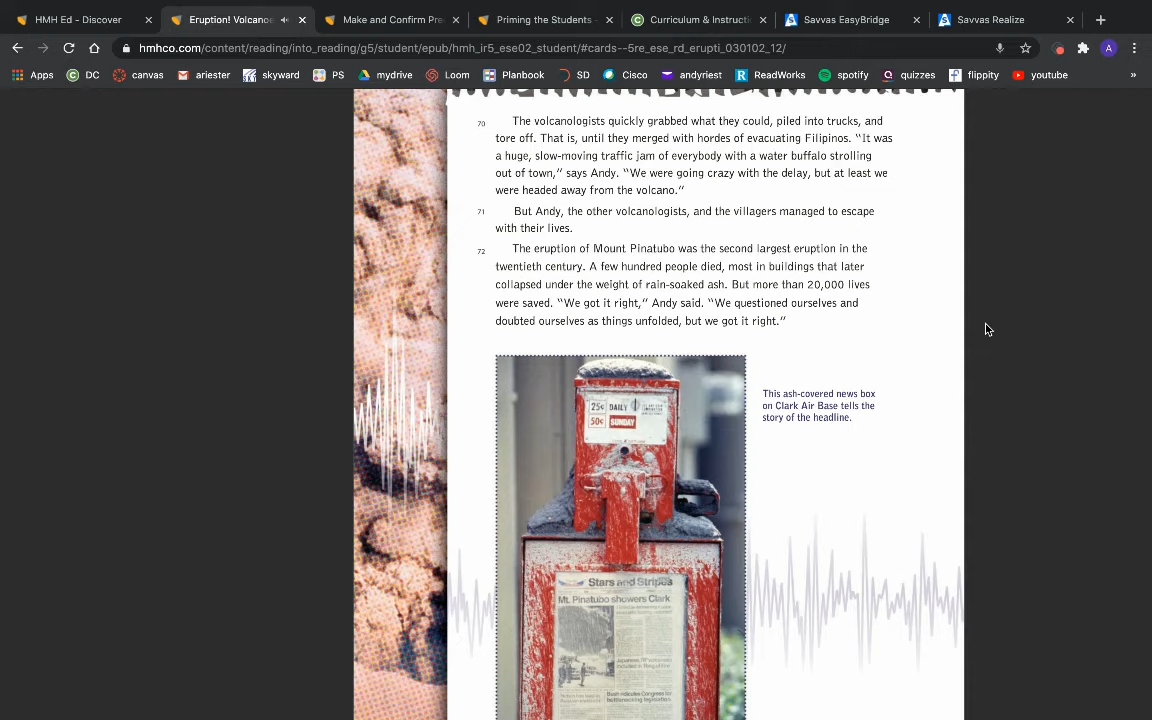 HMH Ed - Discover
Eruption! Volcanoe
Make and Confirm Pre
Priming the Students -
Curriculum & Instructi
Savvas EasyBridge
Savvas Realize
hmhco.com/content/reading/into_reading/g5/student/epub/hmh_ir5_ese02_student/#cards--5re_ese_rd_erupti_030102_12/
A
Apps
DC
canvas
ariester
skyward
PS
mydrive
Loom
Planbook
SD
Cisco
andyriest
ReadWorks
spotify
quizzes
flippity
youtube
»
70 The volcanologists quickly grabbed what they could, piled into trucks, and
tore off. That is, until they merged with hordes of evacuating Filipinos. “It was
a huge, slow-moving traffic jam of everybody with a water buffalo strolling
out of town,” says Andy. “We were going crazy with the delay, but at least we
were headed away from the volcano.”
71 But Andy, the other volcanologists, and the villagers managed to escape
with their lives.
72 The eruption of Mount Pinatubo was the second largest eruption in the
twentieth century. A few hundred people died, most in buildings that later
collapsed under the weight of rain-soaked ash. But more than 20,000 lives
were saved. “We got it right,” Andy said. “We questioned ourselves and
doubted ourselves as things unfolded, but we got it right.”
This ash-covered news box
on Clark Air Base tells the
story of the headline.
25¢ DAILY
50¢ SUNDAY
Stars and Stripes
Mt. Pinatubo showers Clark